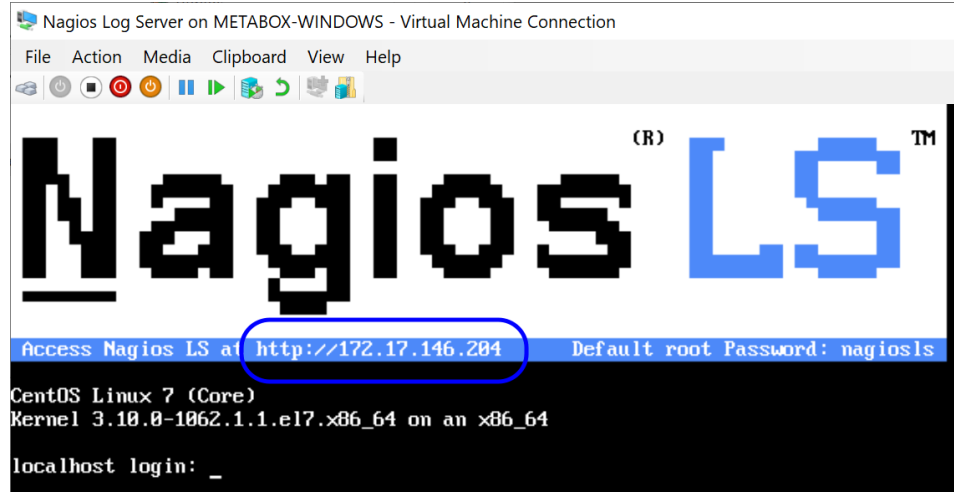 Nagios Log Server on METABOX-WINDOWS - Virtual Machine Connection
File Action Media Clipboard View Help
Nagios (R) LS TM
Access Nagios LS at http://172.17.146.204 Default root Password: nagiosls
CentOS Linux 7 (Core)
Kernel 3.10.0-1062.1.1.el7.x86_64 on an x86_64
localhost login: _